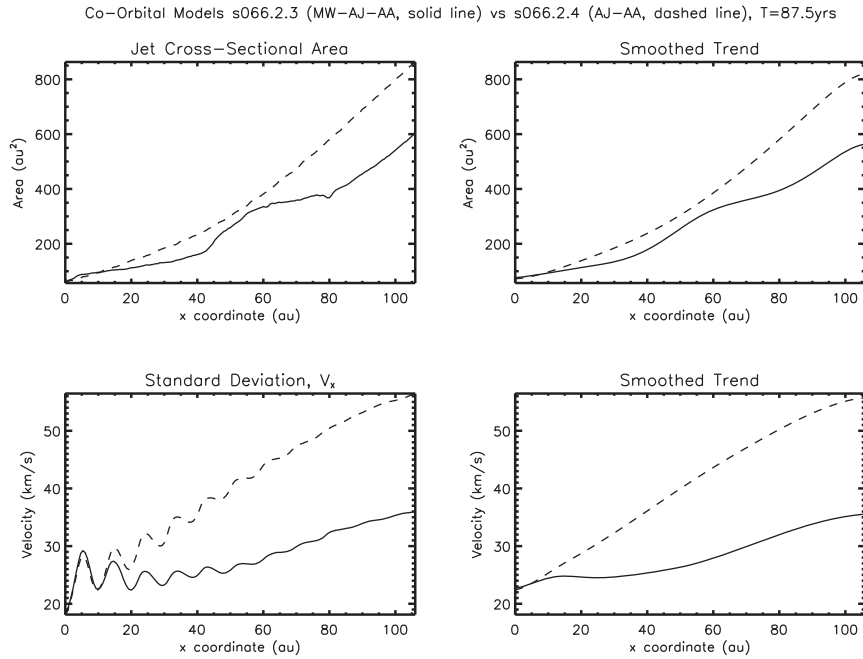 Co-Orbital Models s066.2.3 (MW-AJ-AA, solid line) vs s066.2.4 (AJ-AA, dashed line), T=87.5yrs
Jet Cross-Sectional Area
Area (au²)
800
600
400
200
0 20 40 60 80 100
x coordinate (au)
Smoothed Trend
Area (au²)
800
600
400
200
0 20 40 60 80 100
x coordinate (au)
Standard Deviation, Vₓ
Velocity (km/s)
50
40
30
20
0 20 40 60 80 100
x coordinate (au)
Smoothed Trend
Velocity (km/s)
50
40
30
20
0 20 40 60 80 100
x coordinate (au)